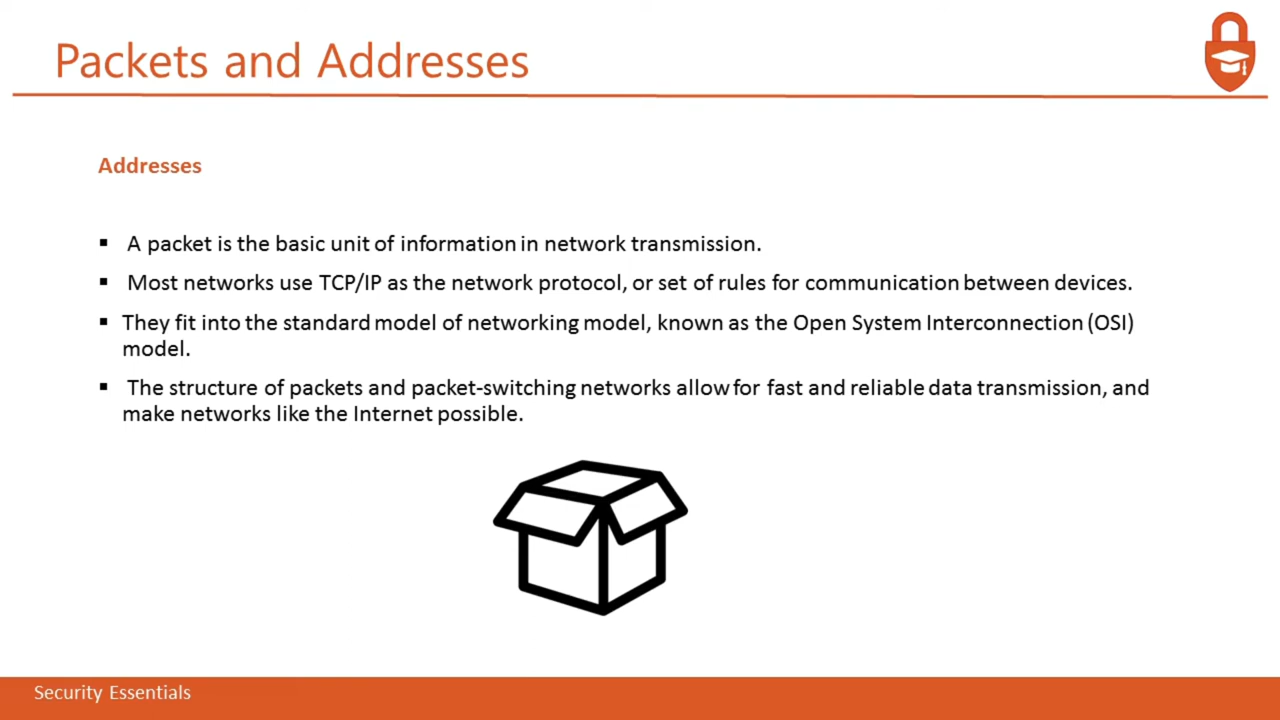 Packets and Addresses
Addresses
▪ A packet is the basic unit of information in network transmission.
▪ Most networks use TCP/IP as the network protocol, or set of rules for communication between devices.
▪ They fit into the standard model of networking model, known as the Open System Interconnection (OSI)
model.
▪ The structure of packets and packet-switching networks allow for fast and reliable data transmission, and
make networks like the Internet possible.
Security Essentials